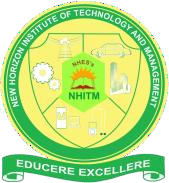 NEW HORIZON INSTITUTE OF TECHNOLOGY AND MANAGEMENT
NHES's
NHITM
EDUCERE EXCELLERE